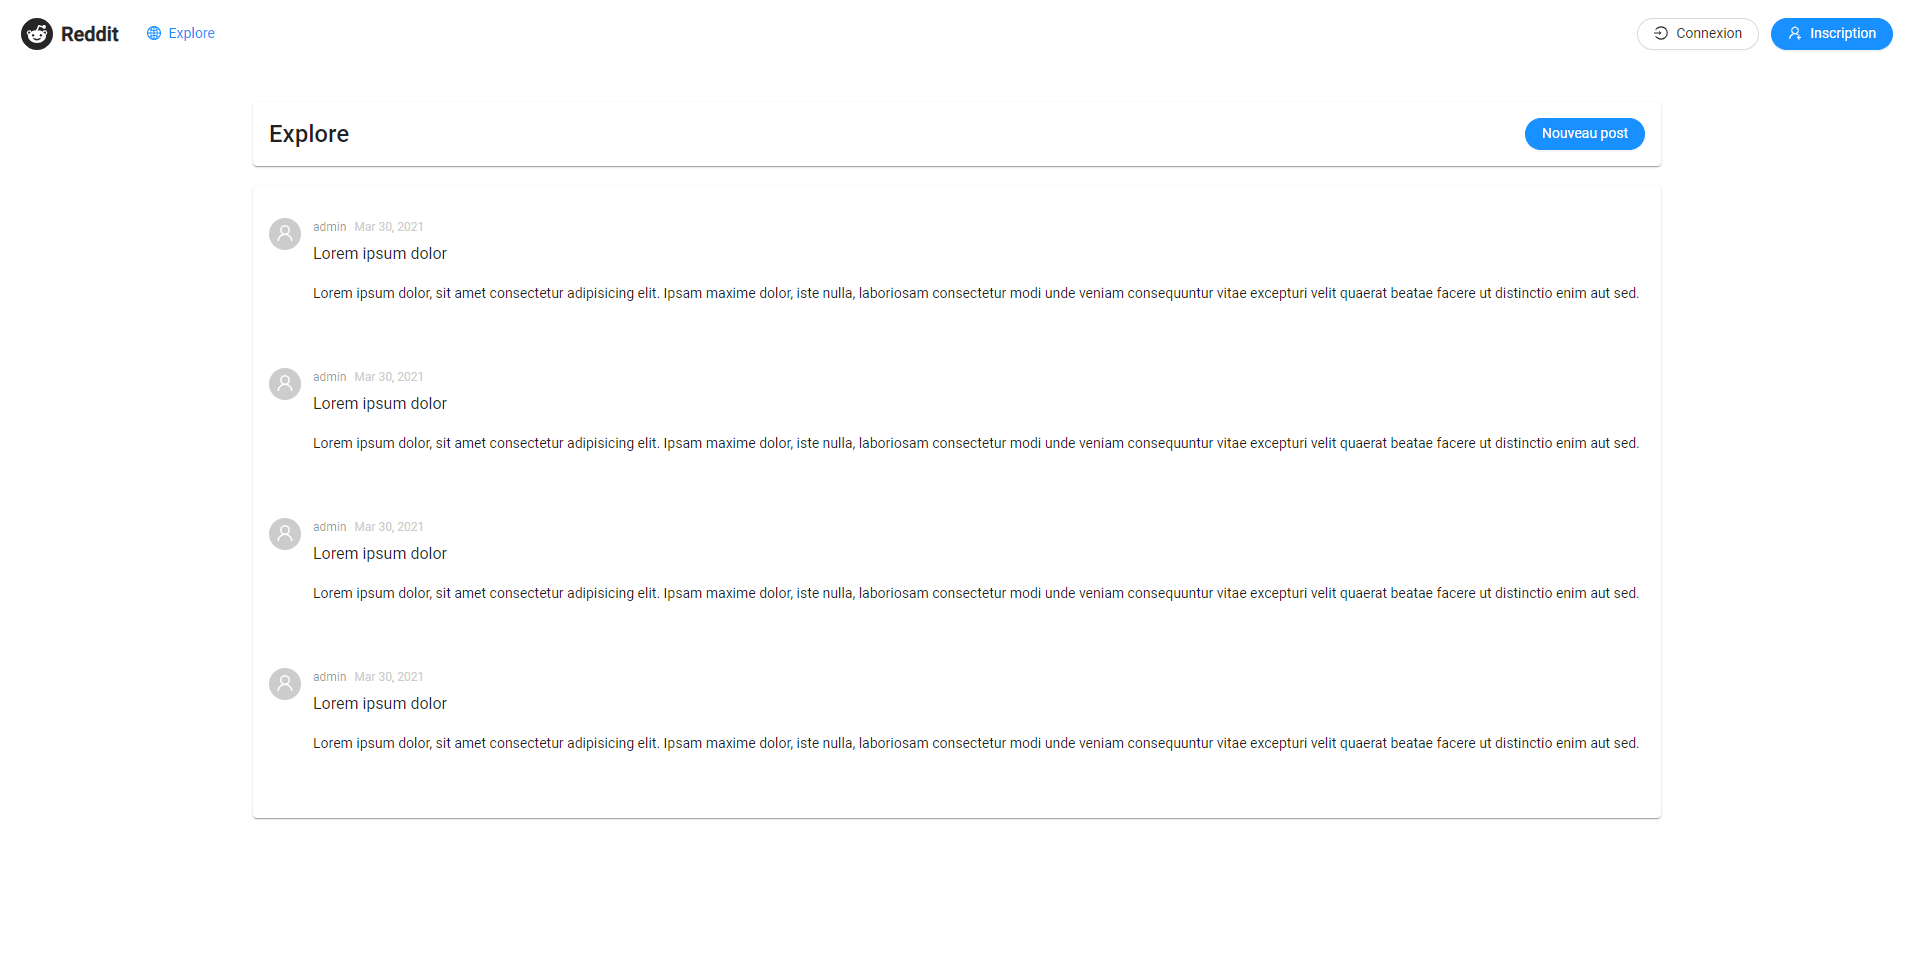 Reddit
Explore
Connexion
Inscription
Explore
Nouveau post
admin Mar 30, 2021
Lorem ipsum dolor
Lorem ipsum dolor, sit amet consectetur adipisicing elit. Ipsam maxime dolor, iste nulla, laboriosam consectetur modi unde veniam consequuntur vitae excepturi velit quaerat beatae facere ut distinctio enim aut sed.
admin Mar 30, 2021
Lorem ipsum dolor
Lorem ipsum dolor, sit amet consectetur adipisicing elit. Ipsam maxime dolor, iste nulla, laboriosam consectetur modi unde veniam consequuntur vitae excepturi velit quaerat beatae facere ut distinctio enim aut sed.
admin Mar 30, 2021
Lorem ipsum dolor
Lorem ipsum dolor, sit amet consectetur adipisicing elit. Ipsam maxime dolor, iste nulla, laboriosam consectetur modi unde veniam consequuntur vitae excepturi velit quaerat beatae facere ut distinctio enim aut sed.
admin Mar 30, 2021
Lorem ipsum dolor
Lorem ipsum dolor, sit amet consectetur adipisicing elit. Ipsam maxime dolor, iste nulla, laboriosam consectetur modi unde veniam consequuntur vitae excepturi velit quaerat beatae facere ut distinctio enim aut sed.